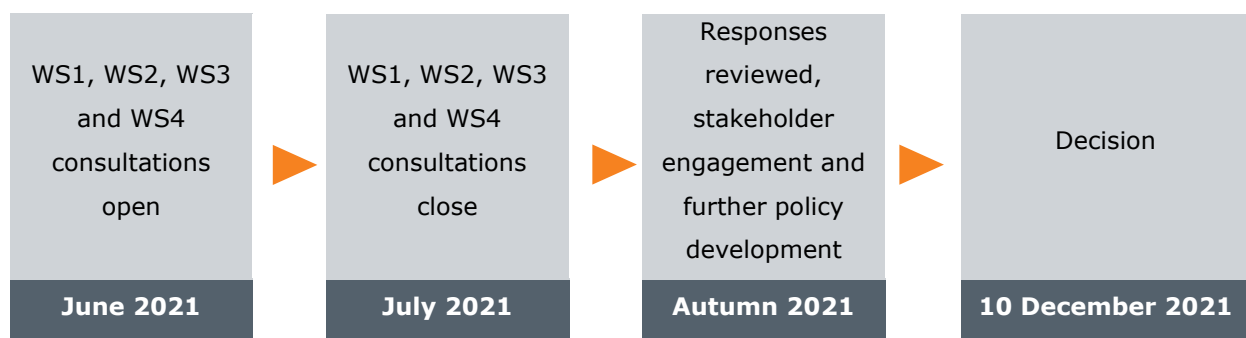 WS1, WS2, WS3
and WS4
consultations
open
June 2021
WS1, WS2, WS3
and WS4
consultations
close
July 2021
Responses
reviewed,
stakeholder
engagement and
further policy
development
Autumn 2021
Decision
10 December 2021